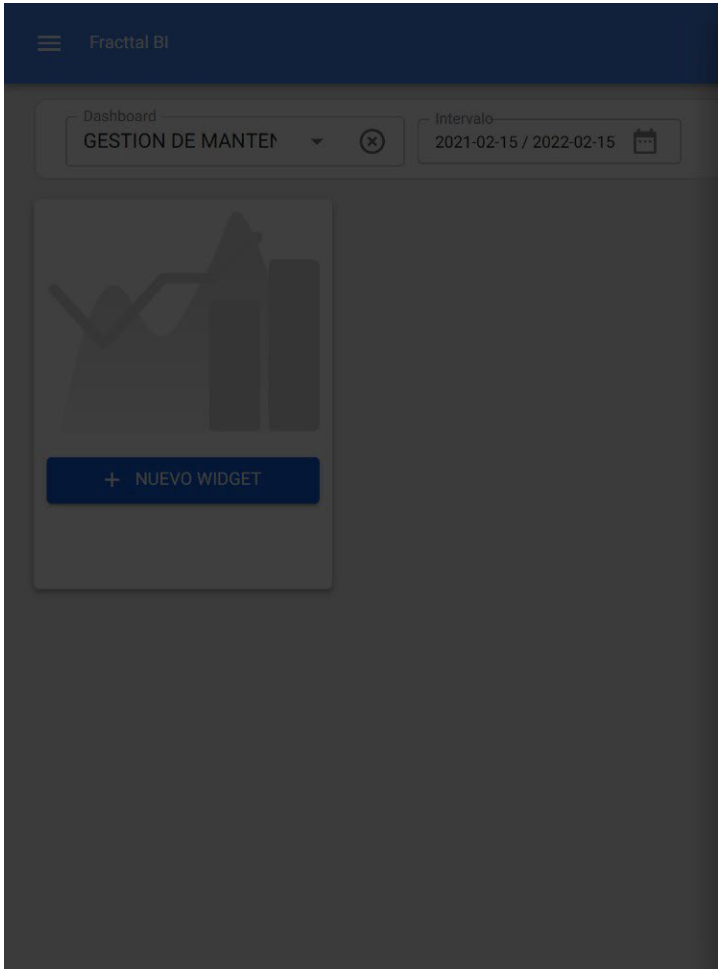 Fracttal BI
Dashboard
GESTION DE MANTEN
Intervalo
2021-02-15 / 2022-02-15
+ NUEVO WIDGET